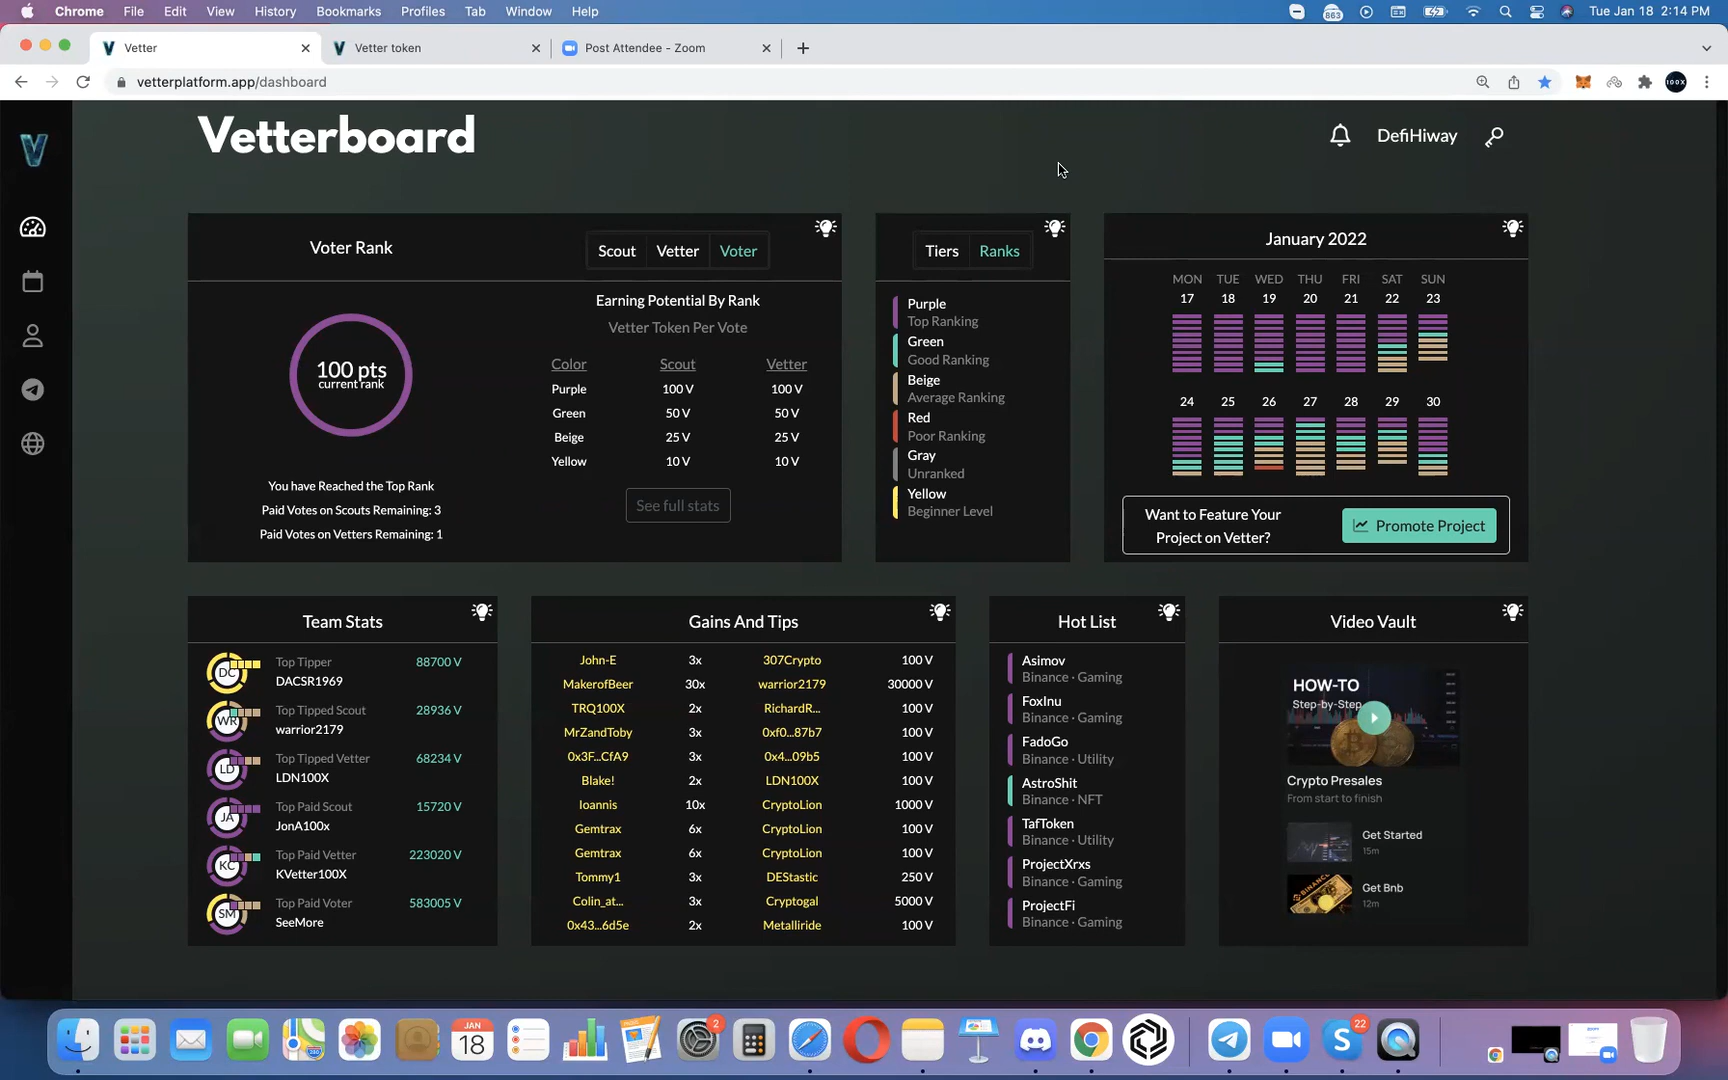 Chrome File Edit View History Bookmarks Profiles Tab Window Help 863 Tue Jan 18 2:14 PM
Vetter Vetter token Post Attendee - Zoom
vetterplatform.app/dashboard 100X
V Vetterboard DefiHiway
Voter Rank Scout Vetter Voter
100 pts
current rank
You have Reached the Top Rank
Paid Votes on Scouts Remaining: 3
Paid Votes on Vetters Remaining: 1
Earning Potential By Rank
Vetter Token Per Vote
Color Scout Vetter
Purple 100 V 100 V
Green 50 V 50 V
Beige 25 V 25 V
Yellow 10 V 10 V
See full stats
Tiers Ranks
Purple
Top Ranking
Green
Good Ranking
Beige
Average Ranking
Red
Poor Ranking
Gray
Unranked
Yellow
Beginner Level
January 2022
MON TUE WED THU FRI SAT SUN
17 18 19 20 21 22 23
24 25 26 27 28 29 30
Want to Feature Your
Project on Vetter?
Promote Project
Team Stats
DC Top Tipper 88700 V
DACSR1969
WR Top Tipped Scout 28936 V
warrior2179
LD Top Tipped Vetter 68234 V
LDN100X
JA Top Paid Scout 15720 V
JonA100x
KC Top Paid Vetter 223020 V
KVetter100X
SM Top Paid Voter 583005 V
SeeMore
Gains And Tips
John-E 3x 307Crypto 100 V
MakerofBeer 30x warrior2179 30000 V
TRQ100X 2x RichardR... 100 V
MrZandToby 3x 0xf0...87b7 100 V
0x3F...CfA9 3x 0x4...09b5 100 V
Blake! 2x LDN100X 100 V
Ioannis 10x CryptoLion 1000 V
Gemtrax 6x CryptoLion 100 V
Gemtrax 6x CryptoLion 100 V
Tommy1 3x DEStastic 250 V
Colin_at... 3x Cryptogal 5000 V
0x43...6d5e 2x Metalliride 100 V
Hot List
Asimov
Binance · Gaming
FoxInu
Binance · Gaming
FadoGo
Binance · Utility
AstroShit
Binance · NFT
TafToken
Binance · Utility
ProjectXrxs
Binance · Gaming
ProjectFi
Binance · Gaming
Video Vault
HOW-TO
Step-by-Step
Crypto Presales
From start to finish
Get Started
15m
Get Bnb
12m
JAN
18
2
22